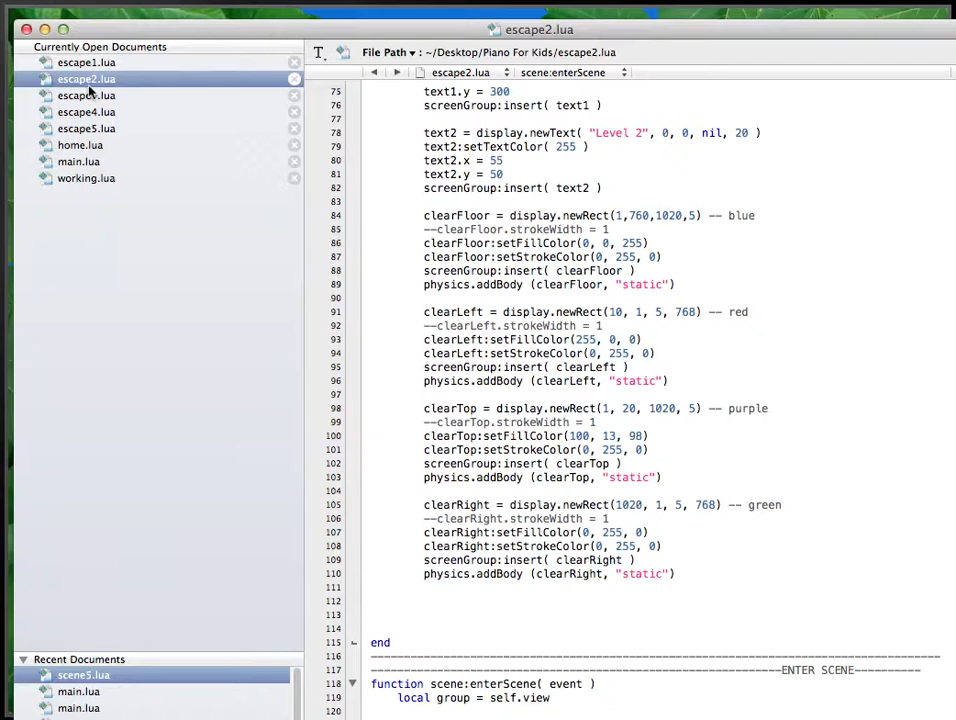 escape2.lua
Currently Open Documents
escape1.lua
escape2.lua
escape4.lua
escape5.lua
home.lua
main.lua
working.lua
Recent Documents
scene5.lua
main.lua
main.lua
File Path ▾ : ~/Desktop/Piano For Kids/escape2.lua
escape2.lua scene:enterScene
75 text1.y = 300
76 screenGroup:insert( text1 )
77
78 text2 = display.newText( "Level 2", 0, 0, nil, 20 )
79 text2:setTextColor( 255 )
80 text2.x = 55
81 text2.y = 50
82 screenGroup:insert( text2 )
83
84 clearFloor = display.newRect(1,760,1020,5) -- blue
85 --clearFloor.strokeWidth = 1
86 clearFloor:setFillColor(0, 0, 255)
87 clearFloor:setStrokeColor(0, 255, 0)
88 screenGroup:insert( clearFloor )
89 physics.addBody (clearFloor, "static")
90
91 clearLeft = display.newRect(10, 1, 5, 768) -- red
92 --clearLeft.strokeWidth = 1
93 clearLeft:setFillColor(255, 0, 0)
94 clearLeft:setStrokeColor(0, 255, 0)
95 screenGroup:insert( clearLeft )
96 physics.addBody (clearLeft, "static")
97
98 clearTop = display.newRect(1, 20, 1020, 5) -- purple
99 --clearTop.strokeWidth = 1
100 clearTop:setFillColor(100, 13, 98)
101 clearTop:setStrokeColor(0, 255, 0)
102 screenGroup:insert( clearTop )
103 physics.addBody (clearTop, "static")
104
105 clearRight = display.newRect(1020, 1, 5, 768) -- green
106 --clearRight.strokeWidth = 1
107 clearRight:setFillColor(0, 255, 0)
108 clearRight:setStrokeColor(0, 255, 0)
109 screenGroup:insert( clearRight )
110 physics.addBody (clearRight, "static")
111
112
113
114
115 end
116 --------------------------------------------------------------------------------------
117 --------------------------------------------------------------ENTER SCENE----------
118 function scene:enterScene( event )
119 local group = self.view
120